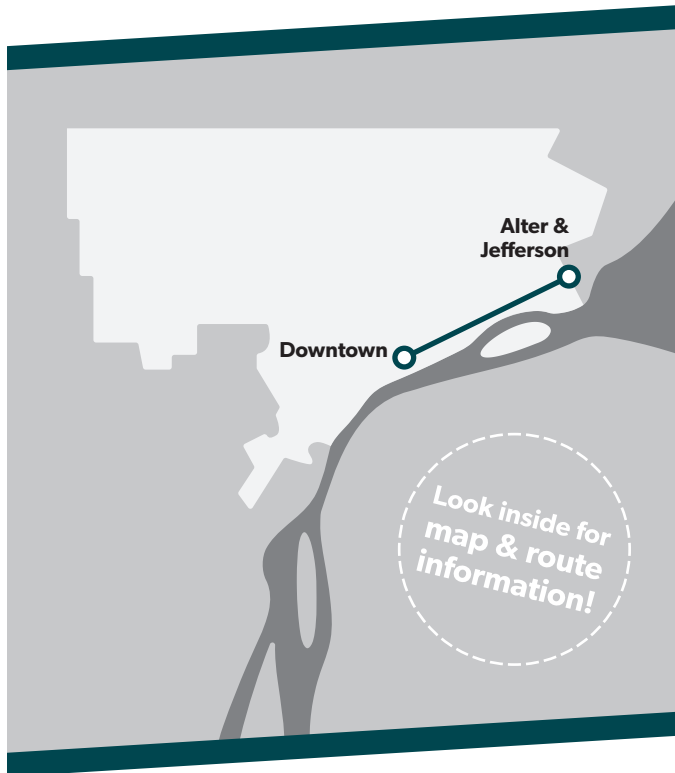 Alter &
Jefferson
Downtown
Look inside for
map & route
information!